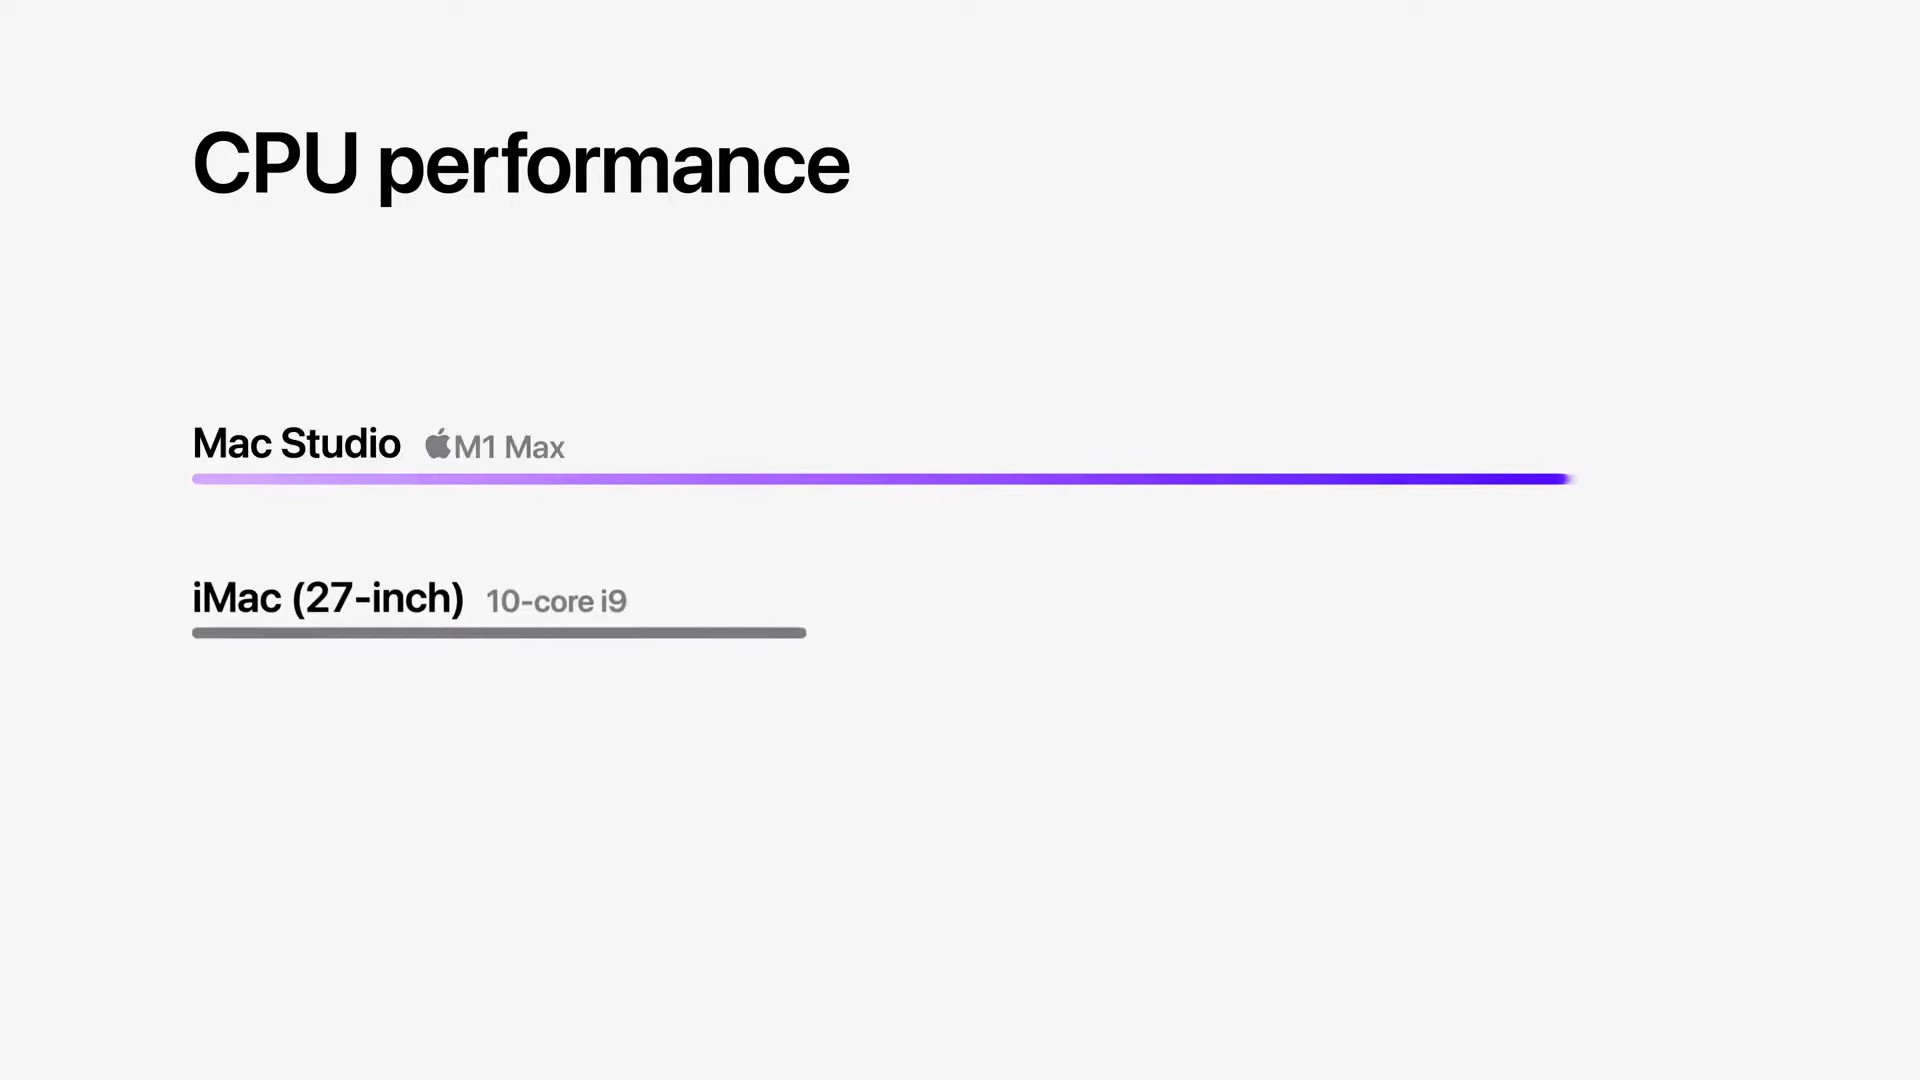 CPU performance
Mac Studio M1 Max
iMac (27-inch) 10-core i9